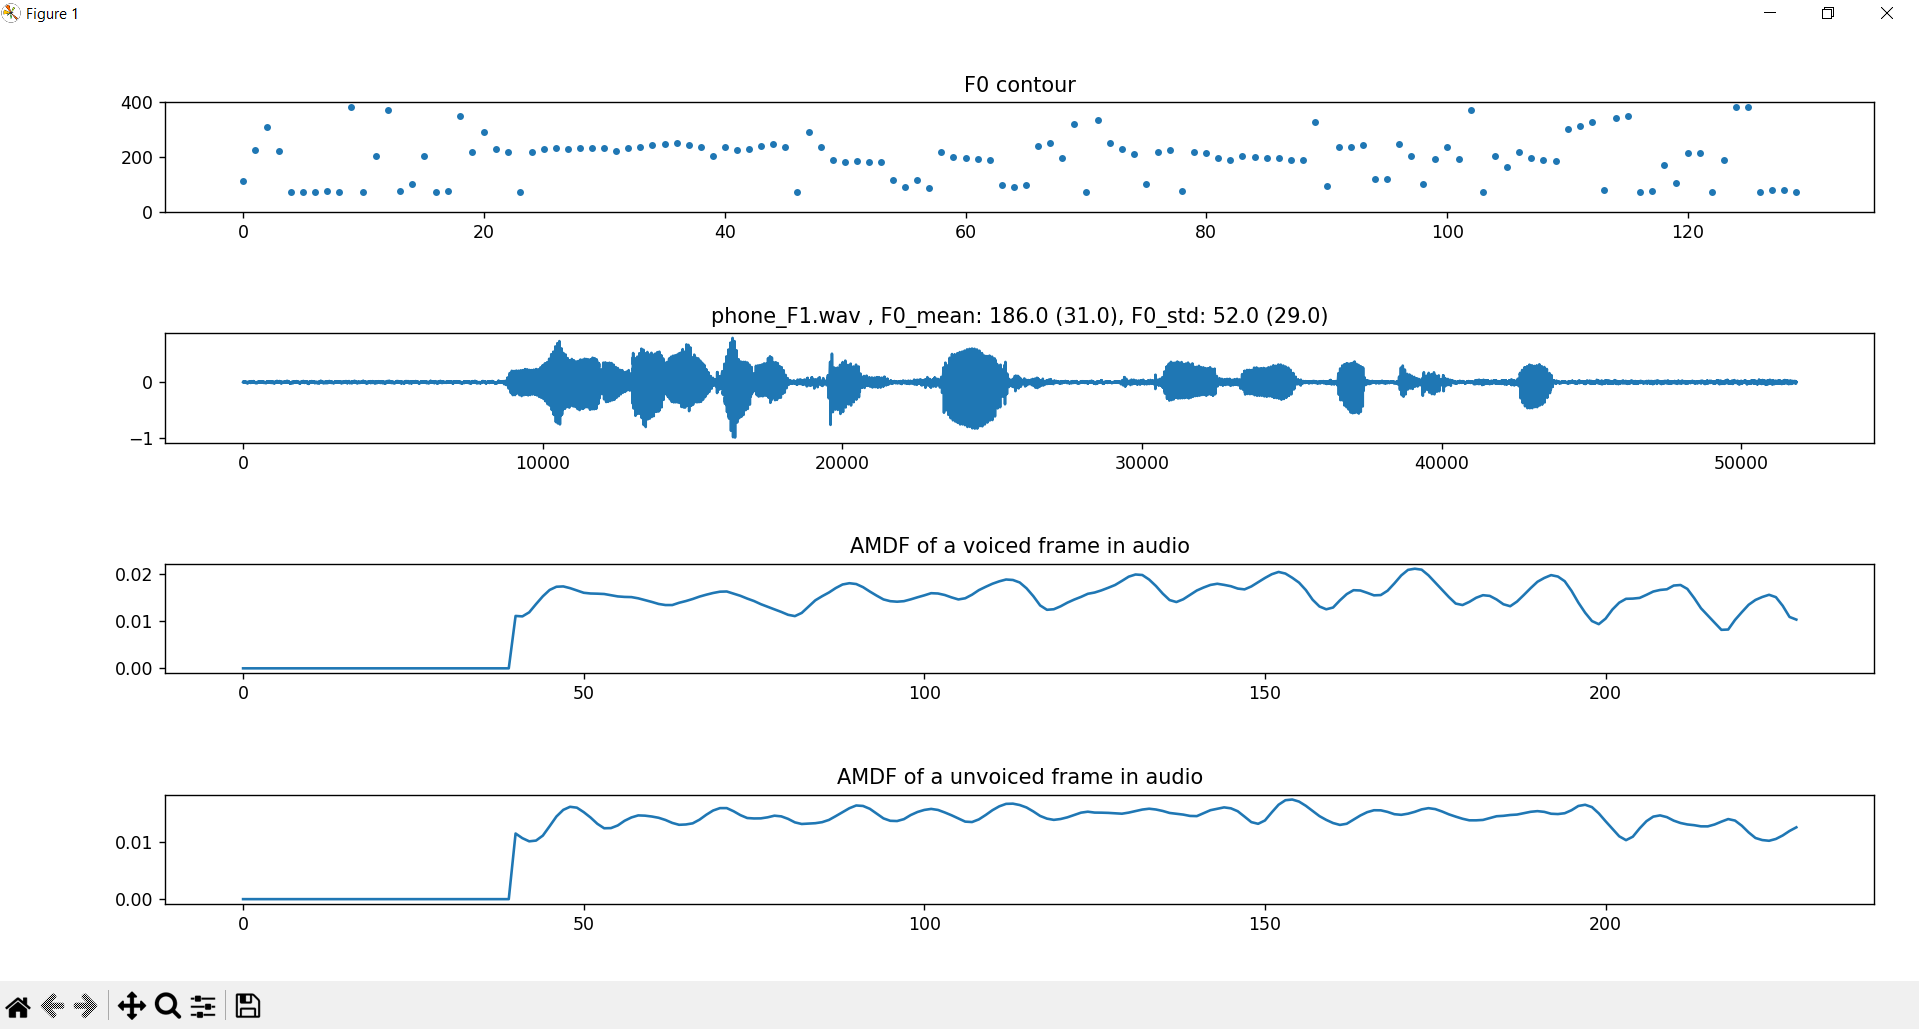 Figure 1
F0 contour
400
200
0
0 20 40 60 80 100 120
phone_F1.wav , F0_mean: 186.0 (31.0), F0_std: 52.0 (29.0)
0
−1
0 10000 20000 30000 40000 50000
AMDF of a voiced frame in audio
0.02
0.01
0.00
0 50 100 150 200
AMDF of a unvoiced frame in audio
0.01
0.00
0 50 100 150 200